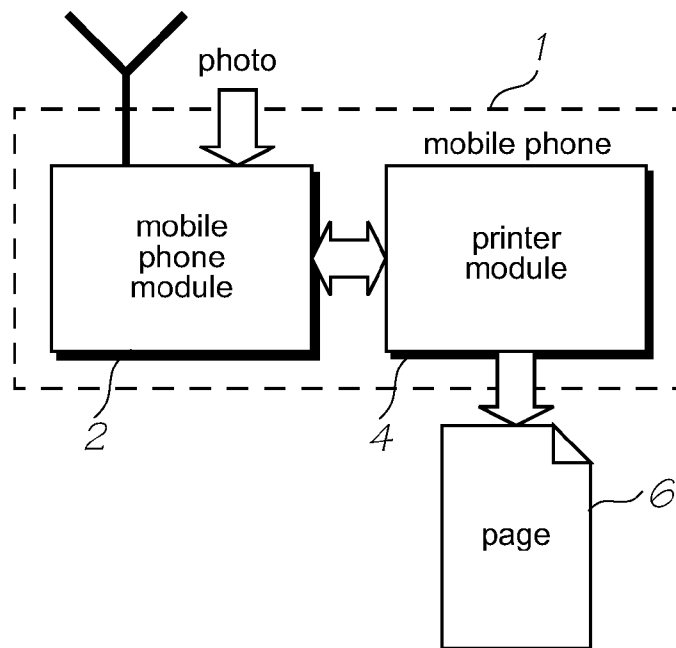 1
photo
mobile phone
mobile
phone
module
printer
module
2
4
6
page